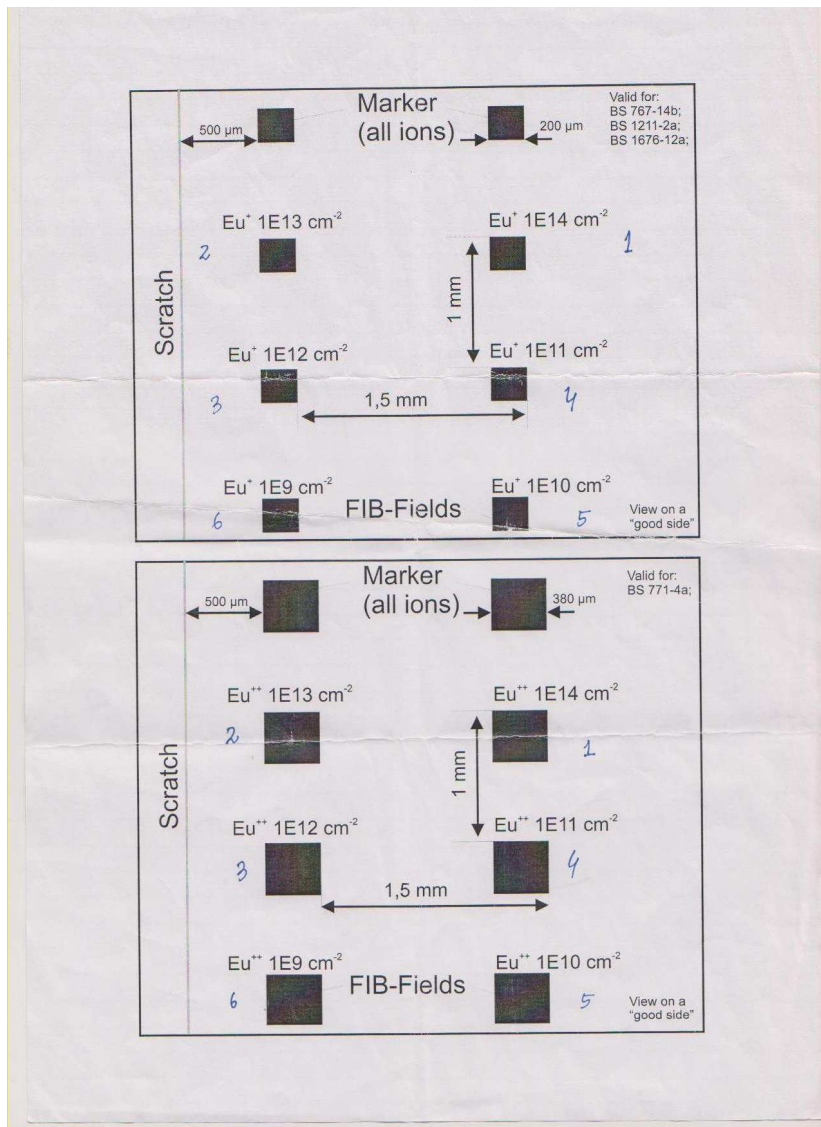 Marker
(all ions)
Valid for:
BS 767-14b;
BS 1211-2a;
BS 1676-12a;
500 µm
200 µm
Eu⁺ 1E13 cm⁻²
Eu⁺ 1E14 cm⁻²
2
1
Scratch
1 mm
Eu⁺ 1E12 cm⁻²
Eu⁺ 1E11 cm⁻²
3
4
1,5 mm
Eu⁺ 1E9 cm⁻²
Eu⁺ 1E10 cm⁻²
6
FIB-Fields
5
View on a
"good side"
Marker
(all ions)
Valid for:
BS 771-4a;
500 µm
380 µm
Eu⁺⁺ 1E13 cm⁻²
Eu⁺⁺ 1E14 cm⁻²
2
1
Scratch
1 mm
Eu⁺⁺ 1E12 cm⁻²
Eu⁺⁺ 1E11 cm⁻²
3
4
1,5 mm
Eu⁺⁺ 1E9 cm⁻²
Eu⁺⁺ 1E10 cm⁻²
6
FIB-Fields
5
View on a
"good side"